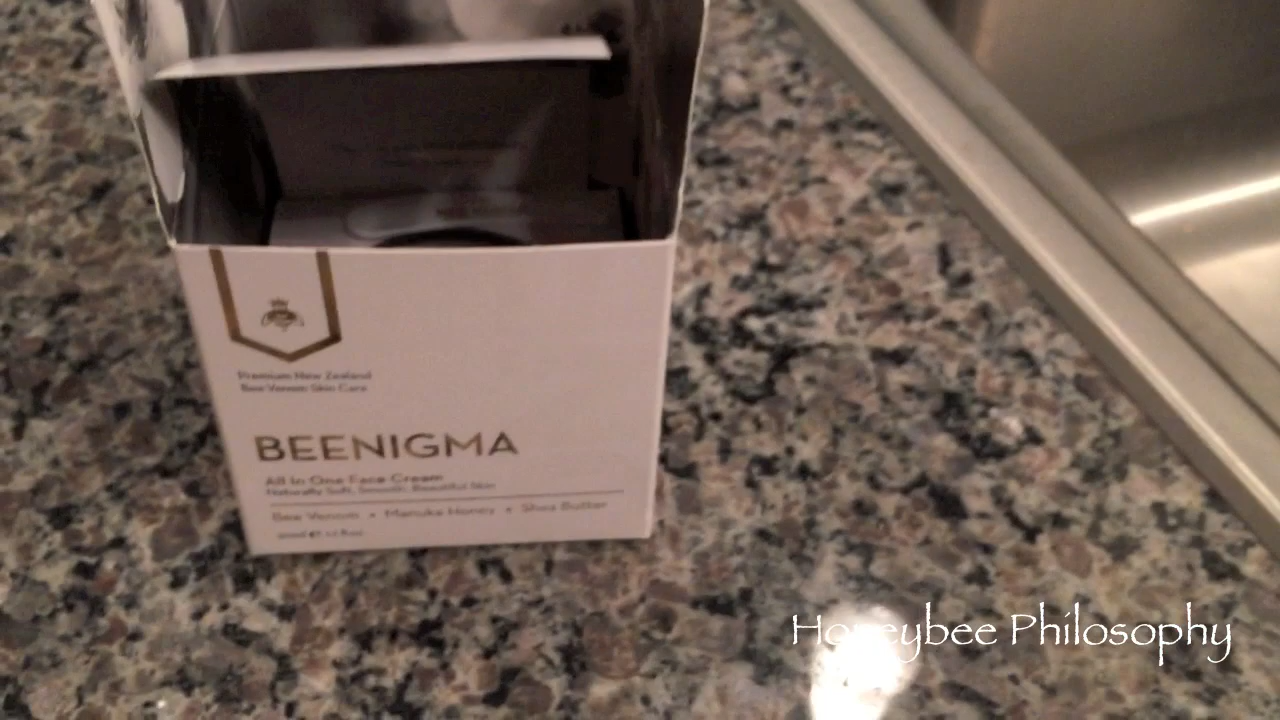 Premium New Zealand
Bee Venom Skin Care
BEENIGMA
All In One Face Cream
Naturally Soft, Smooth, Beautiful Skin
Bee Venom • Manuka Honey • Shea Butter
Honeybee Philosophy